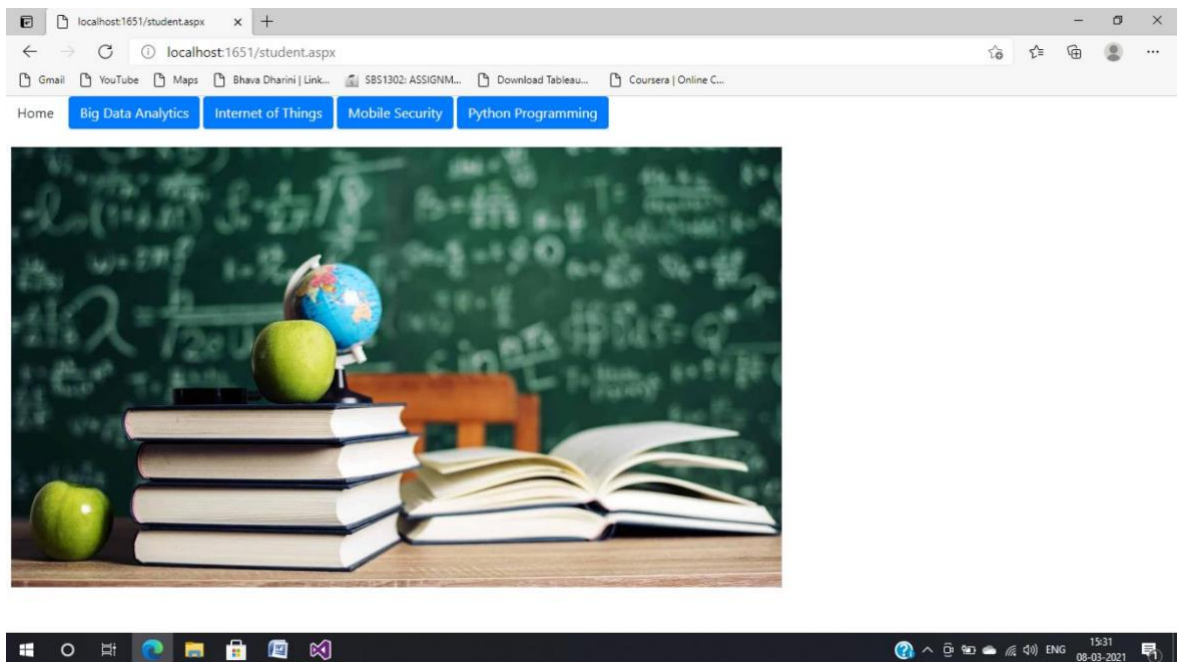 localhost:1651/student.aspx
localhost:1651/student.aspx
Gmail YouTube Maps Bhava Dharini | Link... SBS1302: ASSIGNM... Download Tableau... Coursera | Online C...
Home Big Data Analytics Internet of Things Mobile Security Python Programming
ENG 15:31
08-03-2021